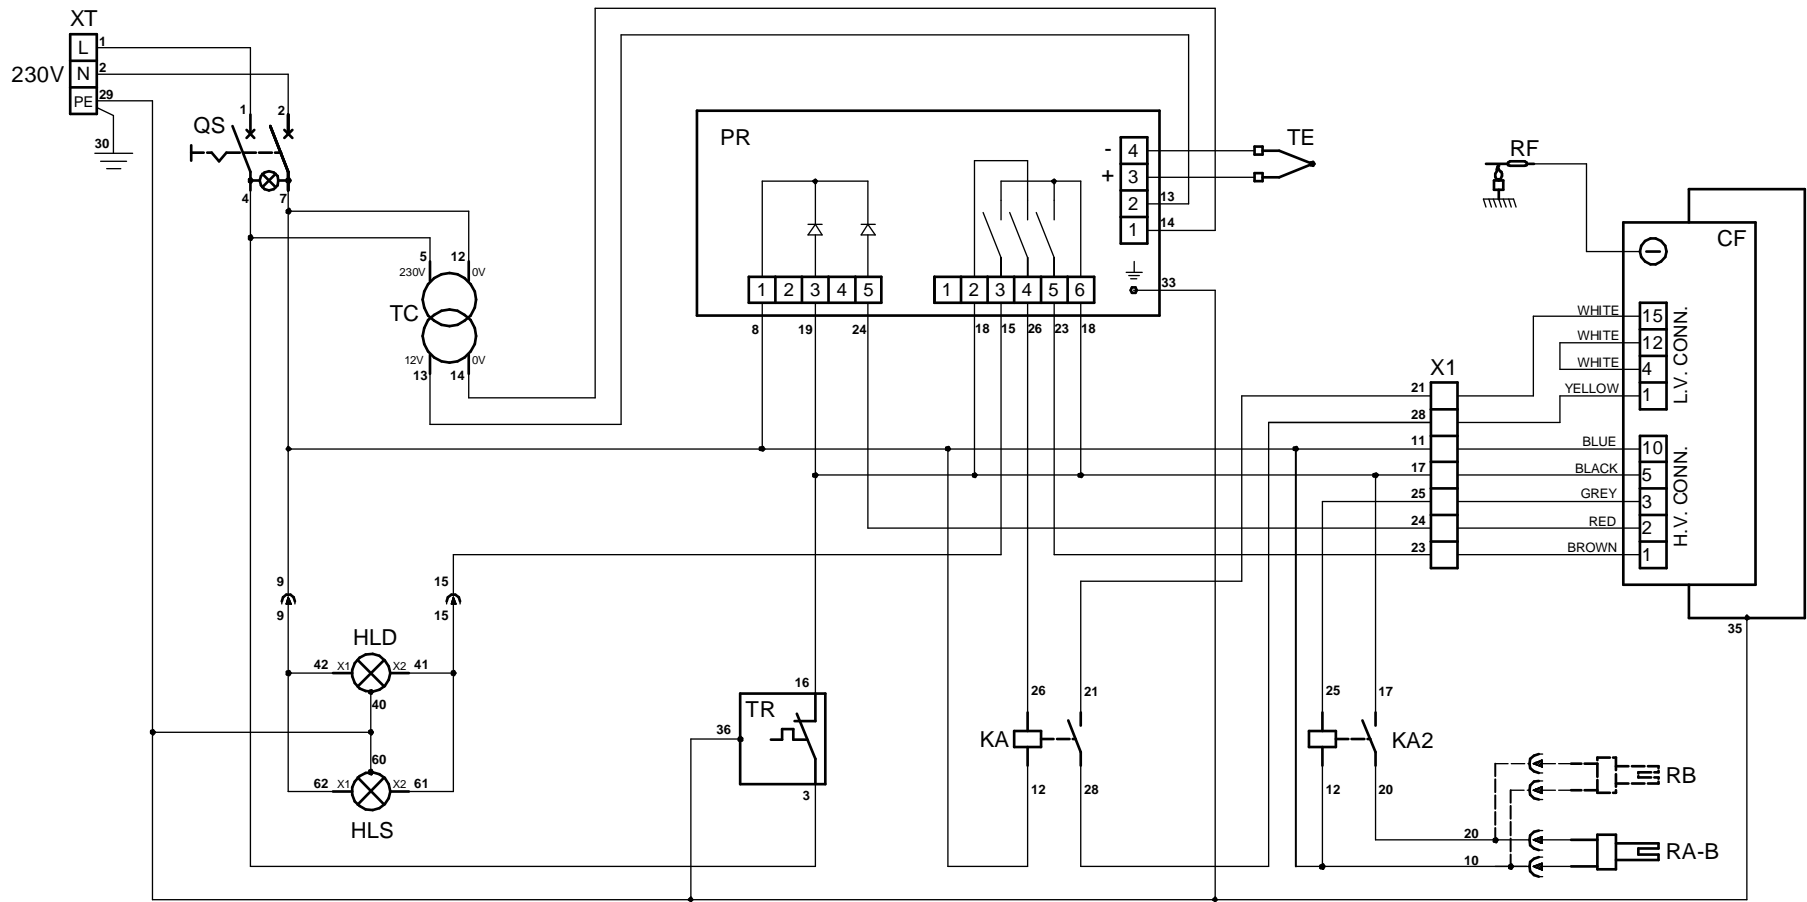 XT
230V
L 1
N 2
PE 29
30
QS
1 2
4 7
5 12
230V 0V
TC
12V 0V
13 14
PR
- 4
+ 3
2 13
1 14
33
TE
1 2 3 4 5
8 19 24
1 2 3 4 5 6
18 15 26 23 18
RF
CF
WHITE 15
WHITE 12
WHITE 4
YELLOW 1
L.V. CONN.
BLUE 10
BLACK 5
GREY 3
RED 2
BROWN 1
H.V. CONN.
X1
21
28
11
17
25
24
23
35
9 15
9 15
HLD
42 X1 X2 41
40
60
62 X1 X2 61
HLS
16
TR
36
3
26 21
KA
12 28
25 17
KA2
12 20
RB
20
RA-B
10